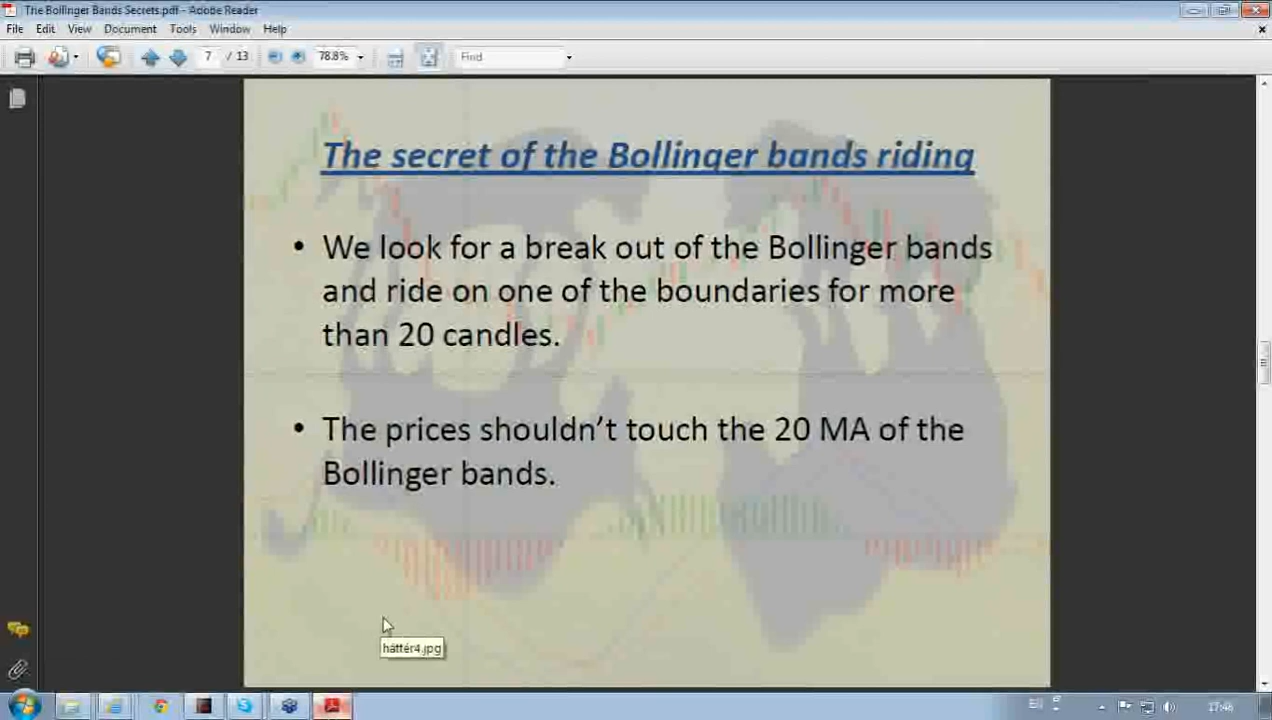 The Bollinger Bands Secrets.pdf - Adobe Reader
File Edit View Document Tools Window Help
7 / 13 78.8% Find
The secret of the Bollinger bands riding
• We look for a break out of the Bollinger bands
and ride on one of the boundaries for more
than 20 candles.
• The prices shouldn't touch the 20 MA of the
Bollinger bands.
háttér4.jpg
EN 17:46